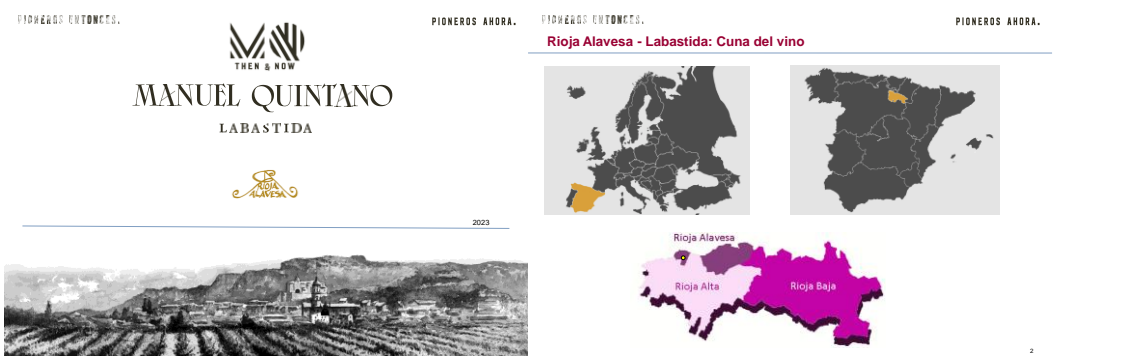 PIONEROS ENTONCES.
PIONEROS AHORA.
MQ
THEN & NOW
MANUEL QUINTANO
LABASTIDA
RIOJA
ALAVESA
2023
PIONEROS ENTONCES.
PIONEROS AHORA.
Rioja Alavesa - Labastida: Cuna del vino
Rioja Alavesa
Rioja Alta
Rioja Baja
2